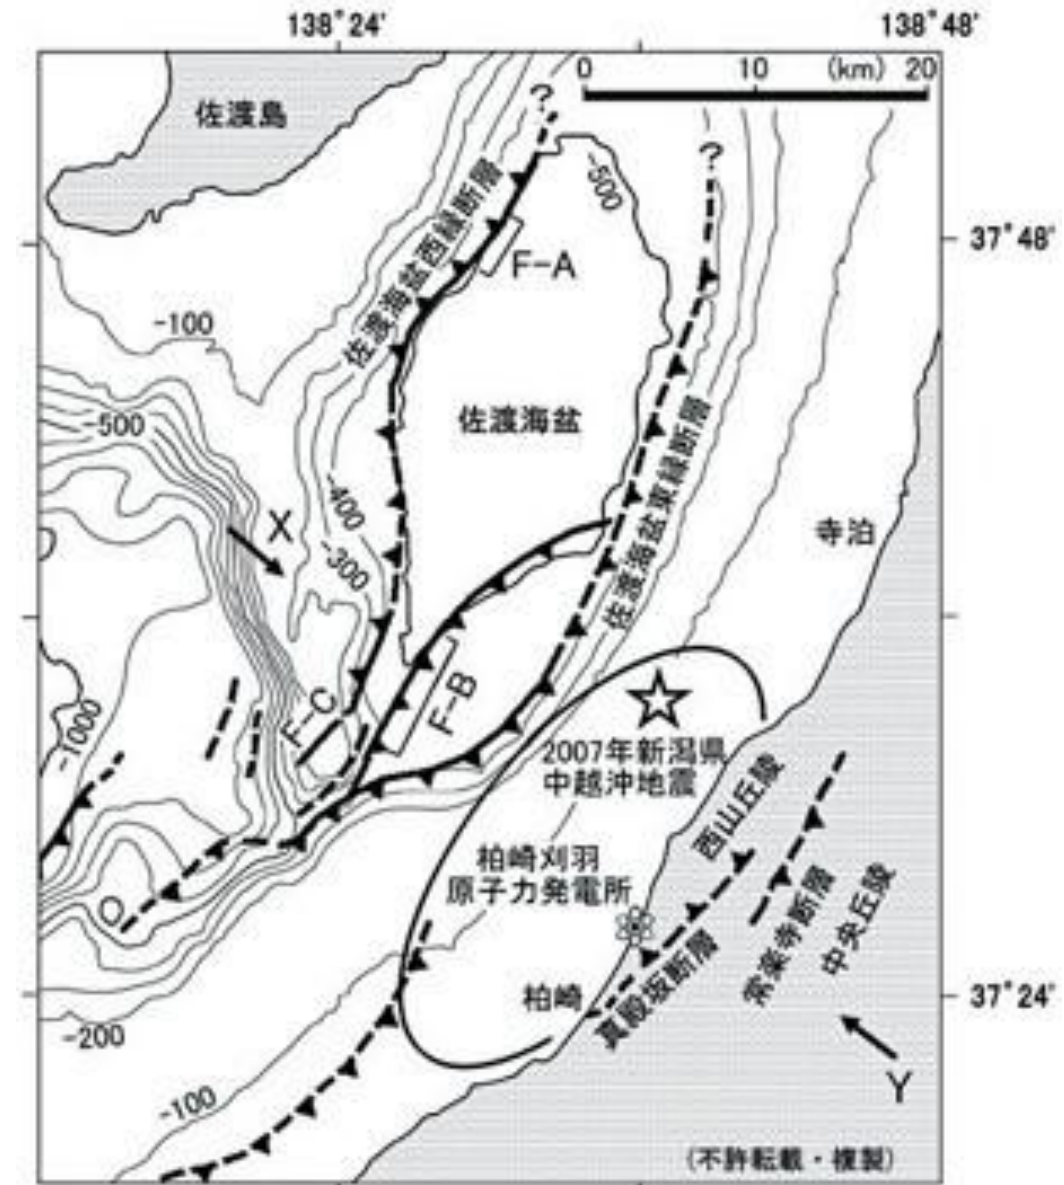 138°24'
138°48'
0 10 (km) 20
佐渡島
?
?
-500
佐渡海盆西縁断層
37°48'
F-A
-100
佐渡海盆
-500
佐渡海盆東縁断層
-400
X
寺泊
-300
F-B
F-C
-1000
2007年新潟県
中越沖地震
西山丘陵
柏崎刈羽
原子力発電所
常楽寺断層
中央丘陵
真殿坂断層
柏崎
37°24'
-200
Y
-100
(不許転載・複製)